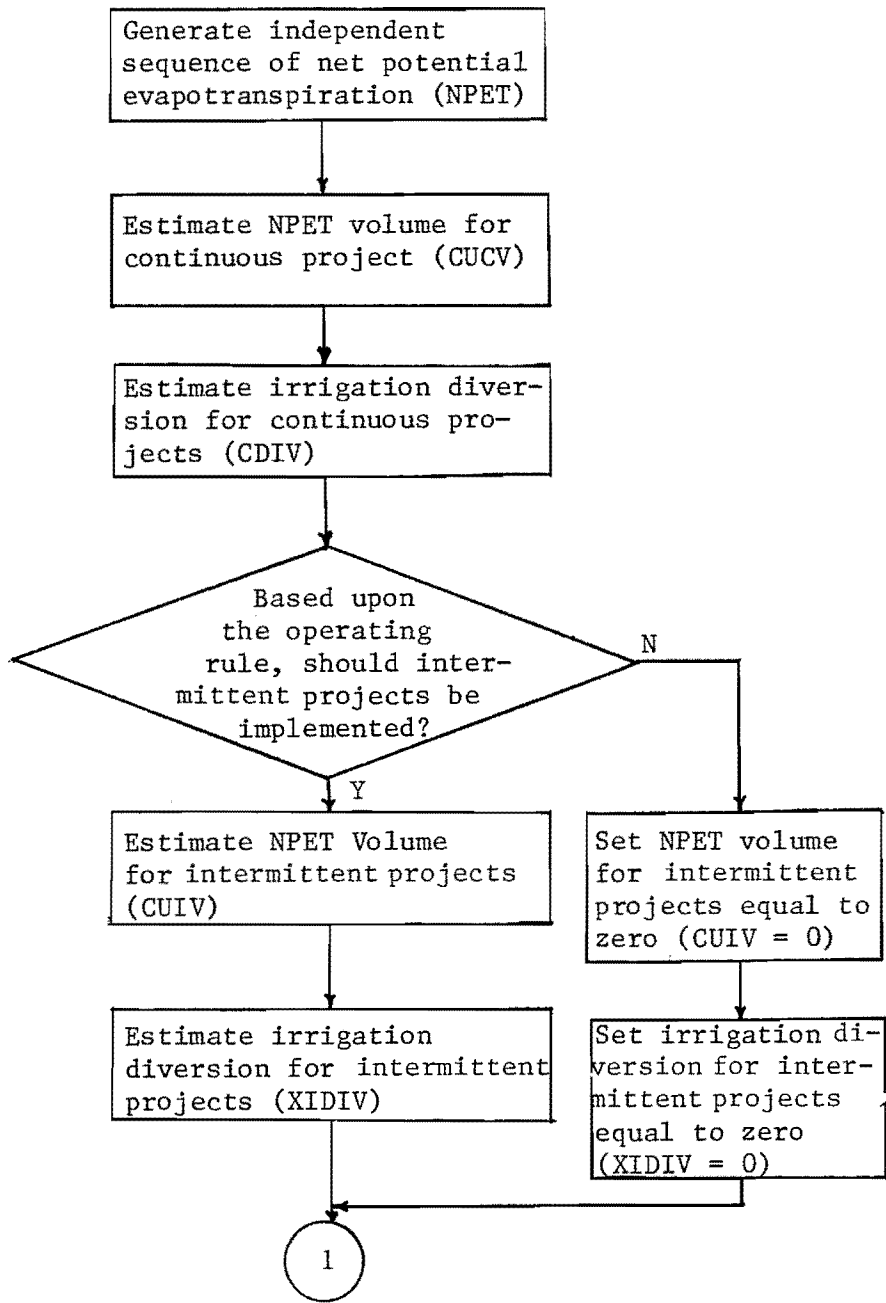 Generate independent
sequence of net potential
evapotranspiration (NPET)
Estimate NPET volume for
continuous project (CUCV)
Estimate irrigation diver-
sion for continuous pro-
jects (CDIV)
Based upon
the operating
rule, should inter-
mittent projects be
implemented?
N
Y
Estimate NPET Volume
for intermittent projects
(CUIV)
Estimate irrigation
diversion for intermittent
projects (XIDIV)
Set NPET volume
for intermittent
projects equal to
zero (CUIV = 0)
Set irrigation di-
version for inter-
mittent projects
equal to zero
(XIDIV = 0)
1